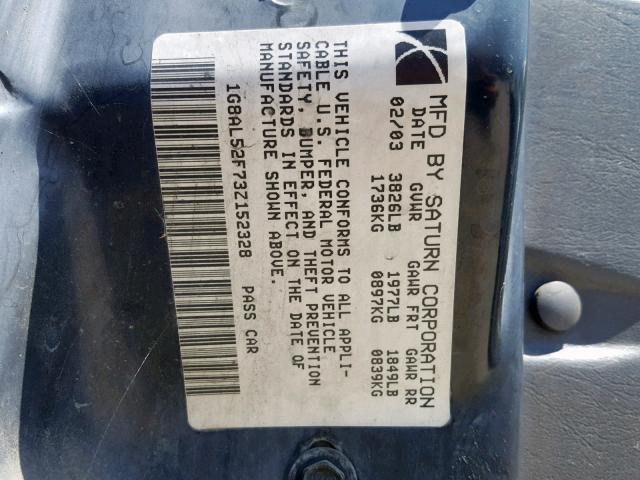 MFD BY SATURN CORPORATION
DATE GVWR GAWR FRT GAWR RR
02/03 3826LB 1977LB 1849LB
1736KG 0897KG 0839KG
THIS VEHICLE CONFORMS TO ALL APPLI-
CABLE U.S. FEDERAL MOTOR VEHICLE
SAFETY, BUMPER, AND THEFT PREVENTION
STANDARDS IN EFFECT ON THE DATE OF
MANUFACTURE SHOWN ABOVE.
1G8AL52F73Z152328 PASS CAR